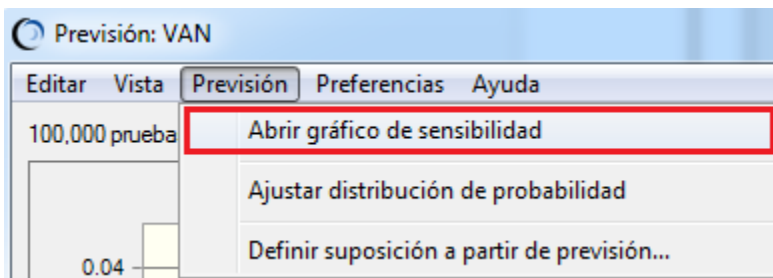 Previsión: VAN
Editar Vista Previsión Preferencias Ayuda
100,000 prueba
Abrir gráfico de sensibilidad
Ajustar distribución de probabilidad
Definir suposición a partir de previsión...
0.04